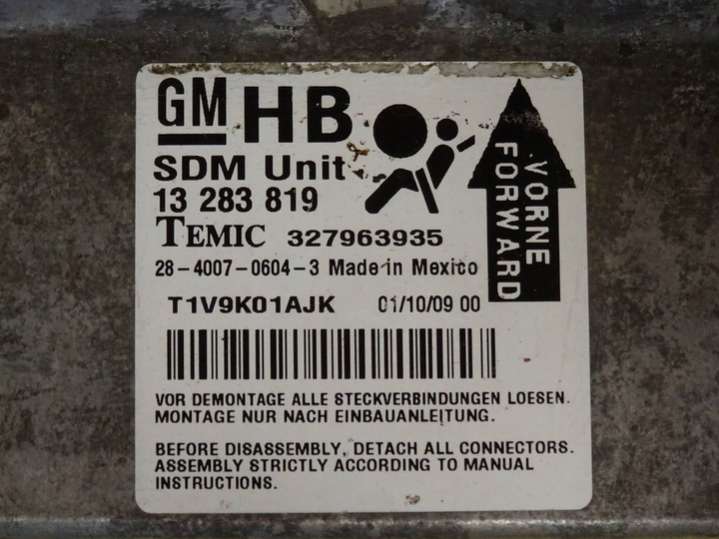 GM HB
SDM Unit
13 283 819
TEMIC 327963935
28-4007-0604-3 Made in Mexico
T1V9K01AJK 01/10/09 00
VORNE
FORWARD
VOR DEMONTAGE ALLE STECKVERBINDUNGEN LOESEN.
MONTAGE NUR NACH EINBAUANLEITUNG.
BEFORE DISASSEMBLY, DETACH ALL CONNECTORS.
ASSEMBLY STRICTLY ACCORDING TO MANUAL
INSTRUCTIONS.